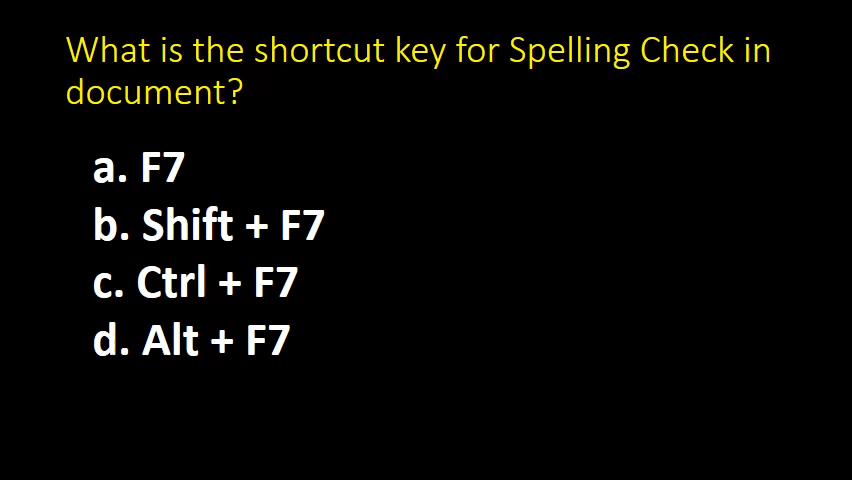 What is the shortcut key for Spelling Check in
document?
a. F7
b. Shift + F7
c. Ctrl + F7
d. Alt + F7